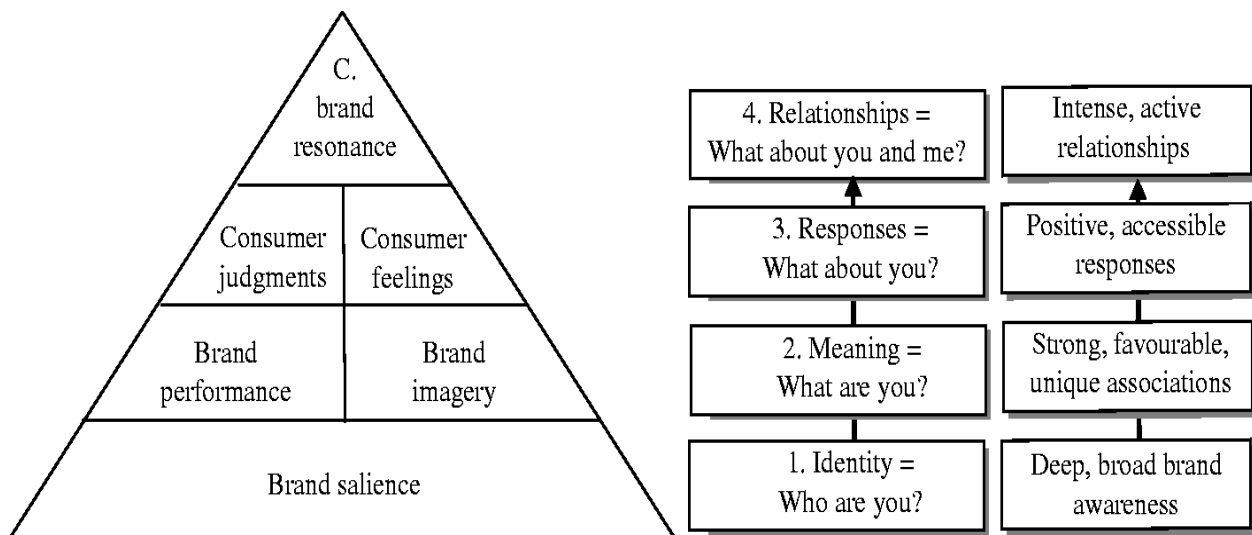 C.
brand
resonance
Consumer
judgments
Consumer
feelings
Brand
performance
Brand
imagery
Brand salience
4. Relationships =
What about you and me?
3. Responses =
What about you?
2. Meaning =
What are you?
1. Identity =
Who are you?
Intense, active
relationships
Positive, accessible
responses
Strong, favourable,
unique associations
Deep, broad brand
awareness